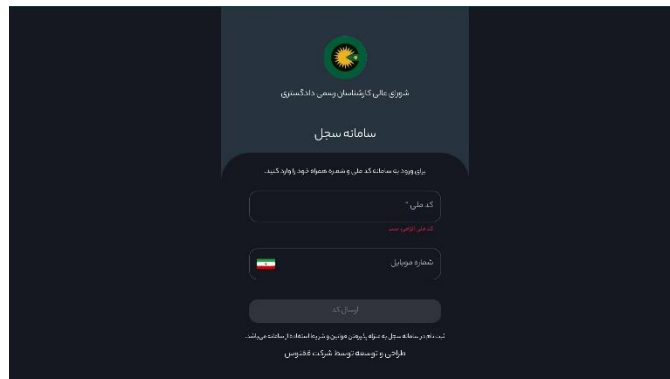 شورای عالی کارشناسان رسمی دادگستری
سامانه سجل
برای ورود به سامانه کد ملی و شماره همراه خود را وارد کنید.
کد ملی *
کد ملی الزامی است
شماره موبایل
ارسال کد
ثبت نام در سامانه سجل به منزله پذیرفتن قوانین و شرایط استفاده از سامانه می‌باشد.
طراحی و توسعه توسط شرکت ققنوس